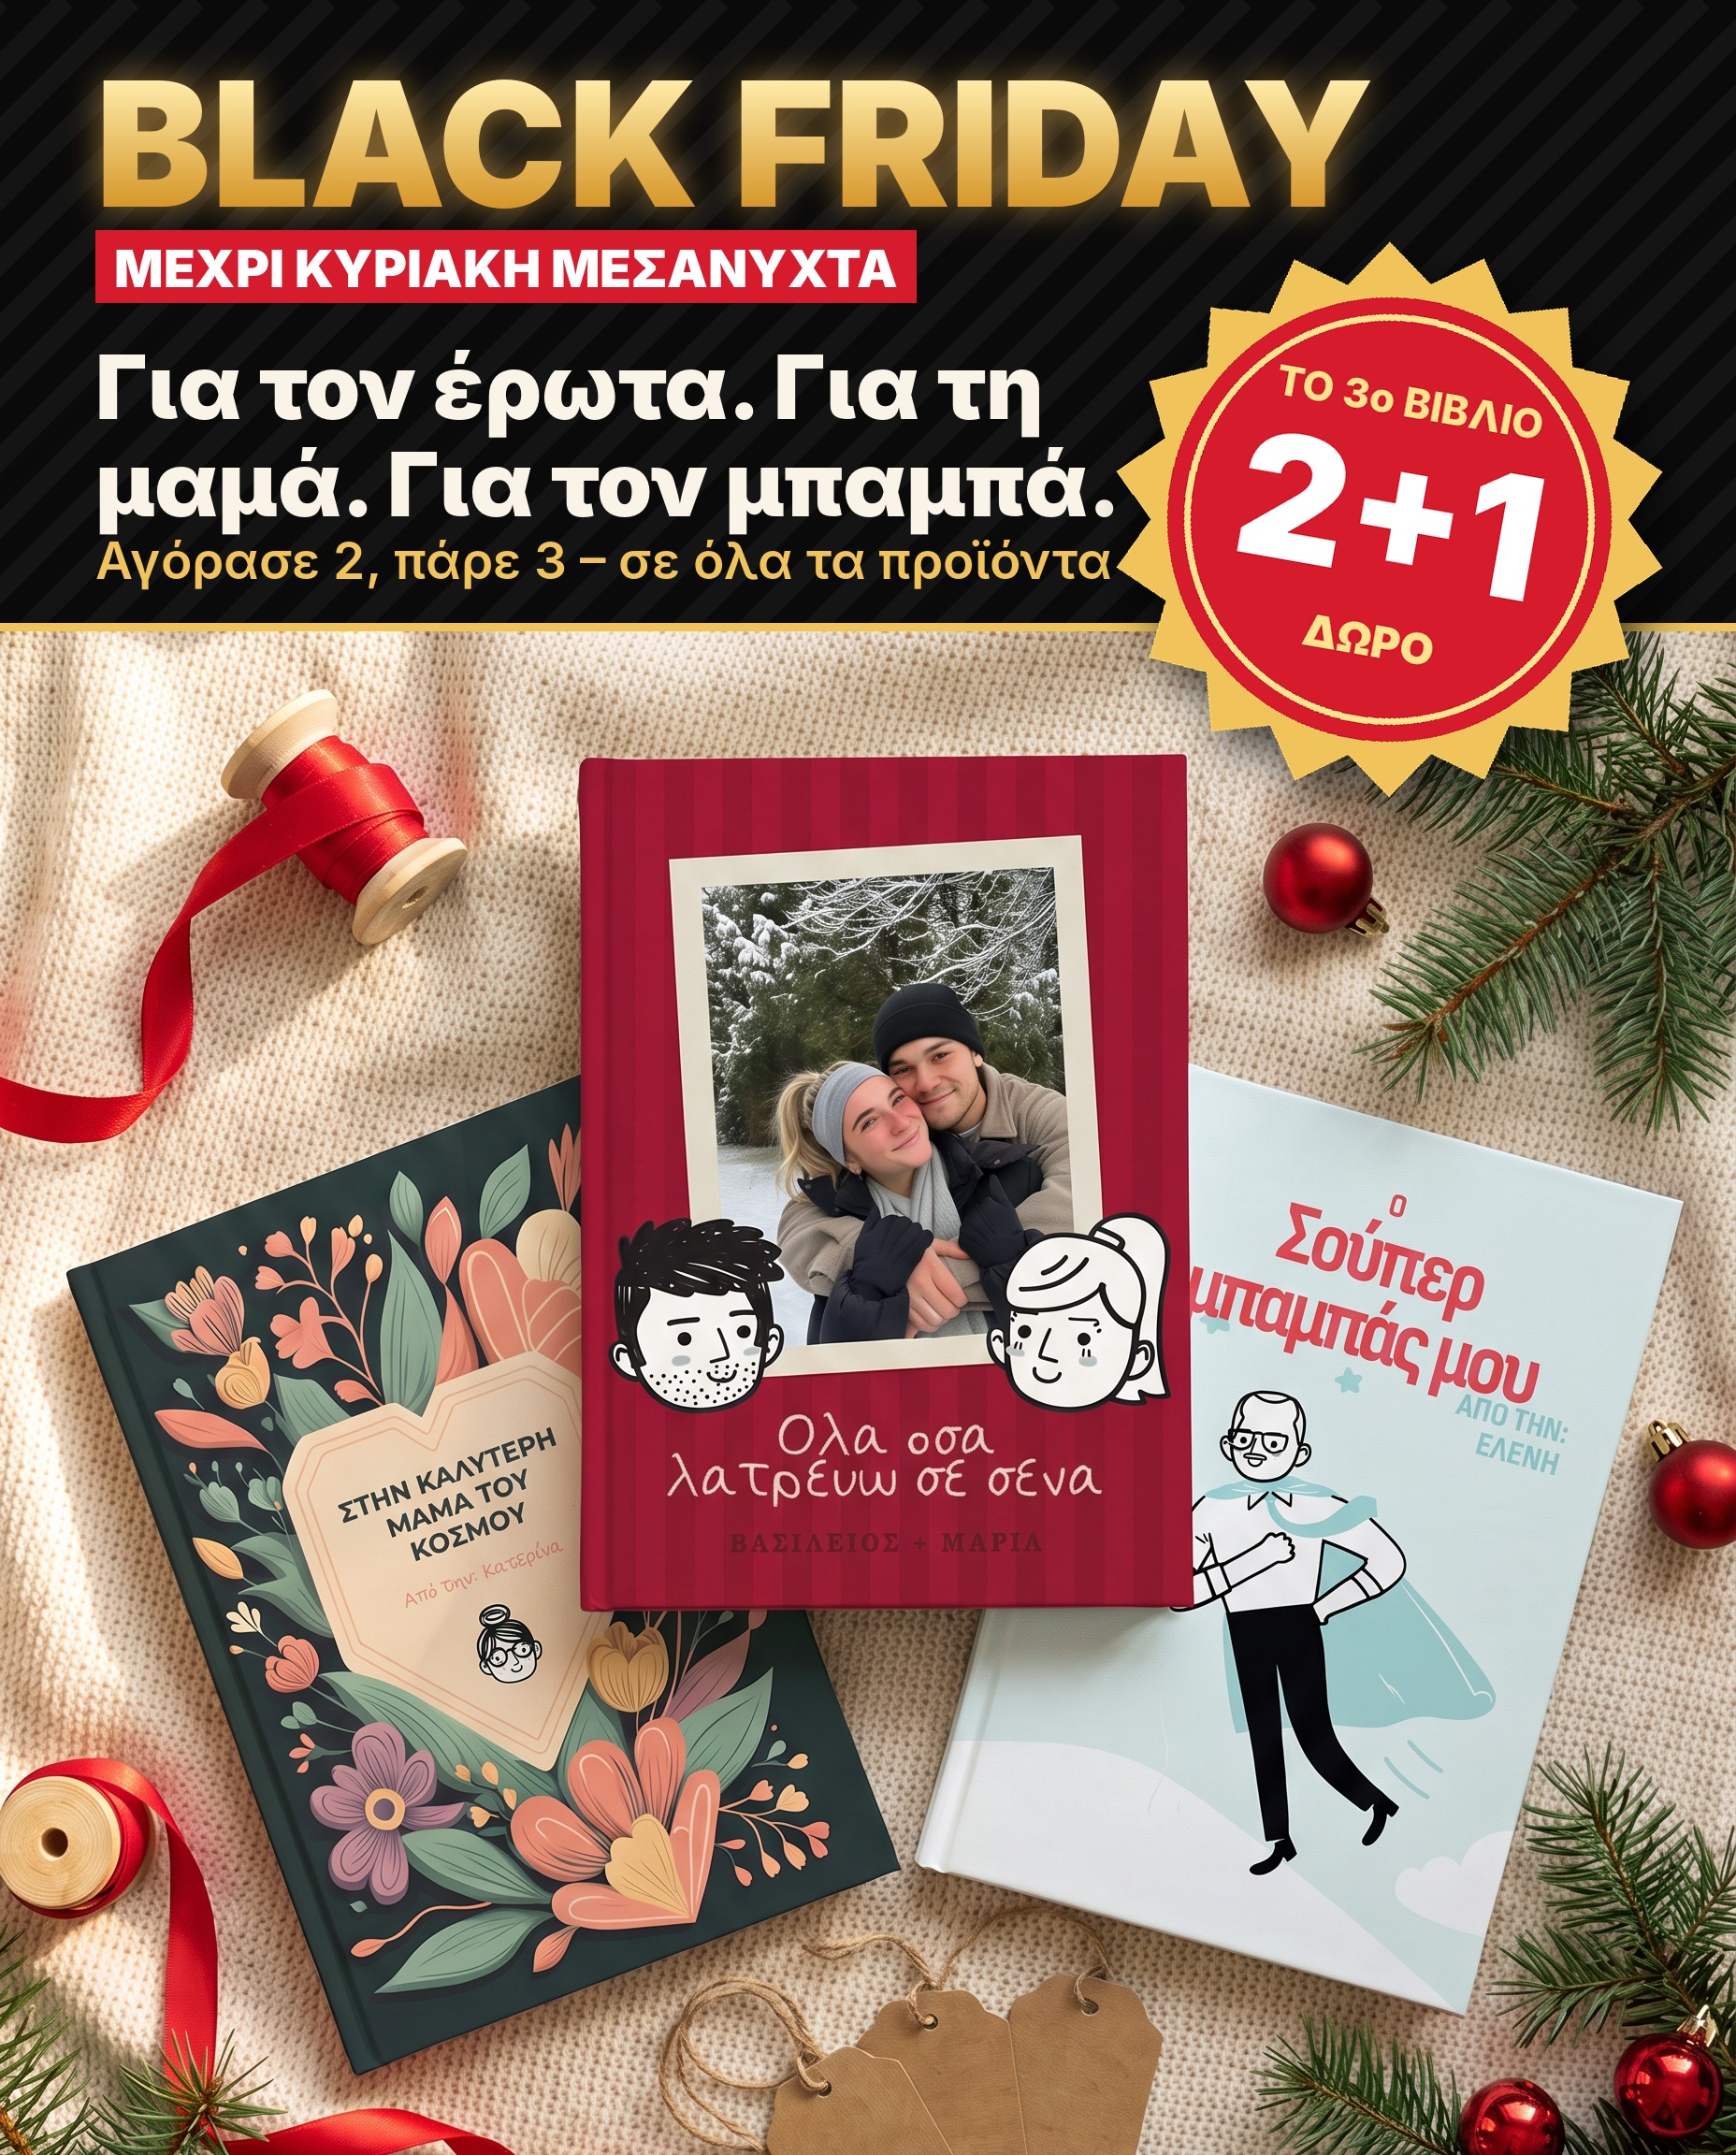 BLACK FRIDAY
ΜΕΧΡΙ ΚΥΡΙΑΚΗ ΜΕΣΑΝΥΧΤΑ
Για τον έρωτα. Για τη
μαμά. Για τον μπαμπά.
Αγόρασε 2, πάρε 3 – σε όλα τα προϊόντα
ΤΟ 3ο ΒΙΒΛΙΟ
2+1
ΔΩΡΟ
Ολα οσα
λατρευω σε σενα
ΒΑΣΙΛΕΙΟΣ + ΜΑΡΙΑ
ΣΤΗΝ ΚΑΛΥΤΕΡΗ
ΜΑΜΑ ΤΟΥ
ΚΟΣΜΟΥ
Από την: Κατερίνα
ο
Σούπερ
μπαμπάς μου
ΑΠΟ ΤΗΝ:
ΕΛΕΝΗ